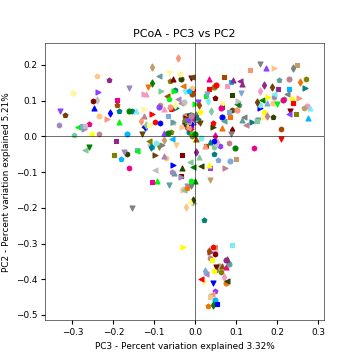 PCoA - PC3 vs PC2
PC2 - Percent variation explained 5.21%
0.2
0.1
0.0
−0.1
−0.2
−0.3
−0.4
−0.5
−0.3 −0.2 −0.1 0.0 0.1 0.2 0.3
PC3 - Percent variation explained 3.32%